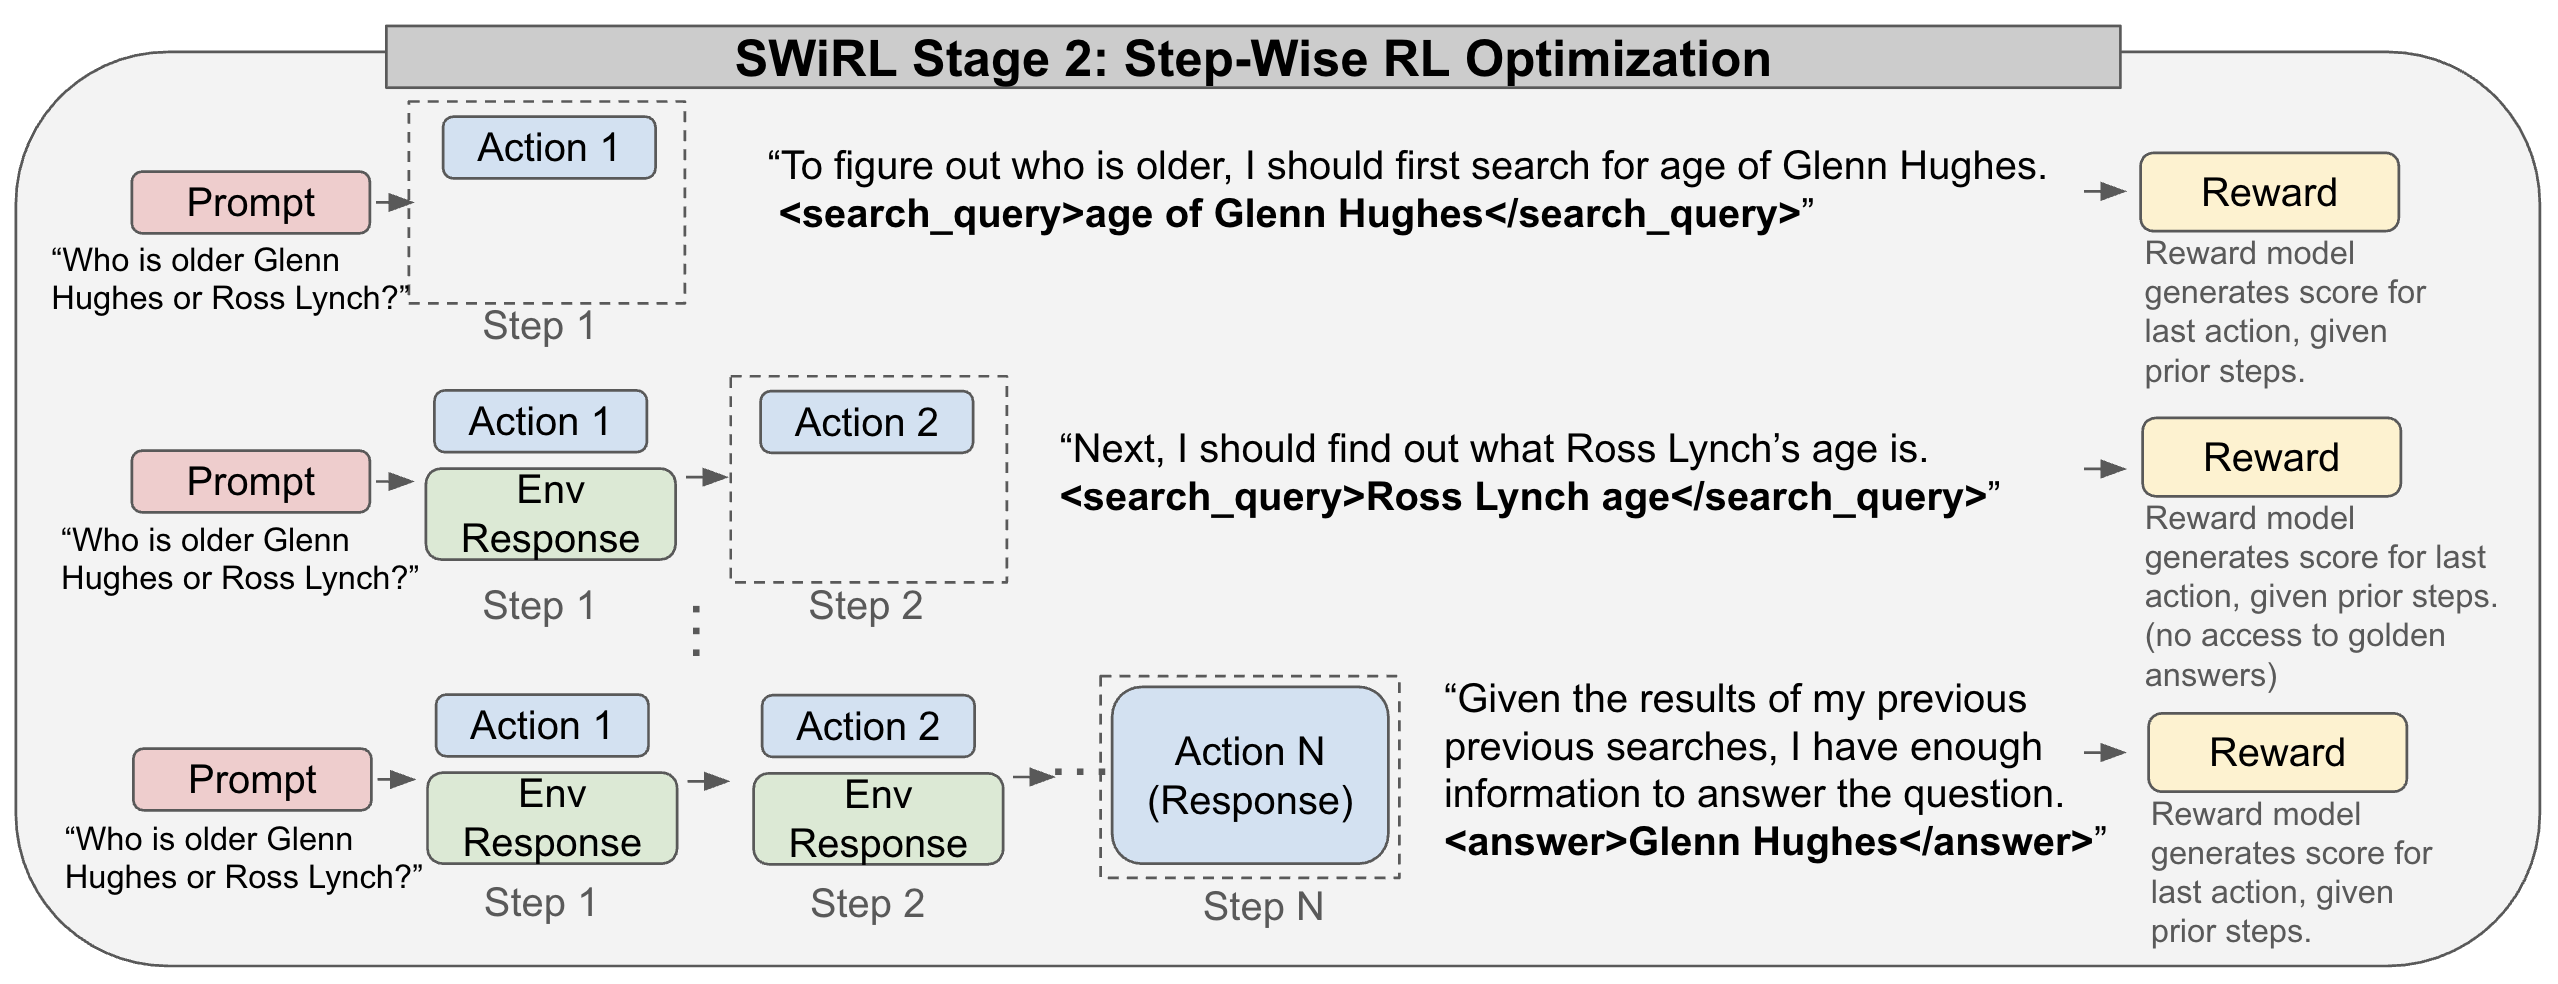 SWiRL Stage 2: Step-Wise RL Optimization
Action 1
Prompt
“Who is older Glenn
Hughes or Ross Lynch?”
Step 1
“To figure out who is older, I should first search for age of Glenn Hughes.
<search_query>age of Glenn Hughes</search_query>”
Reward
Reward model
generates score for
last action, given
prior steps.
Prompt
“Who is older Glenn
Hughes or Ross Lynch?”
Action 1
Env
Response
Step 1
Action 2
Step 2
“Next, I should find out what Ross Lynch’s age is.
<search_query>Ross Lynch age</search_query>”
Reward
Reward model
generates score for last
action, given prior steps.
(no access to golden
answers)
Prompt
“Who is older Glenn
Hughes or Ross Lynch?”
Action 1
Env
Response
Step 1
Action 2
Env
Response
Step 2
Action N
(Response)
Step N
“Given the results of my previous
previous searches, I have enough
information to answer the question.
<answer>Glenn Hughes</answer>”
Reward
Reward model
generates score for
last action, given
prior steps.